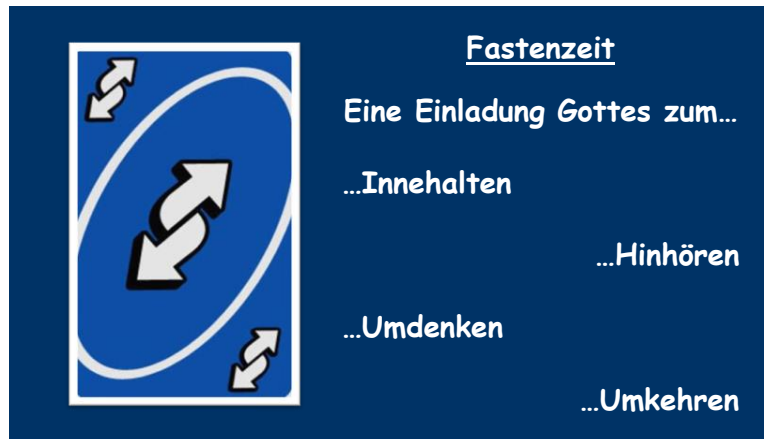 Fastenzeit
Eine Einladung Gottes zum…
…Innehalten
…Hinhören
…Umdenken
…Umkehren